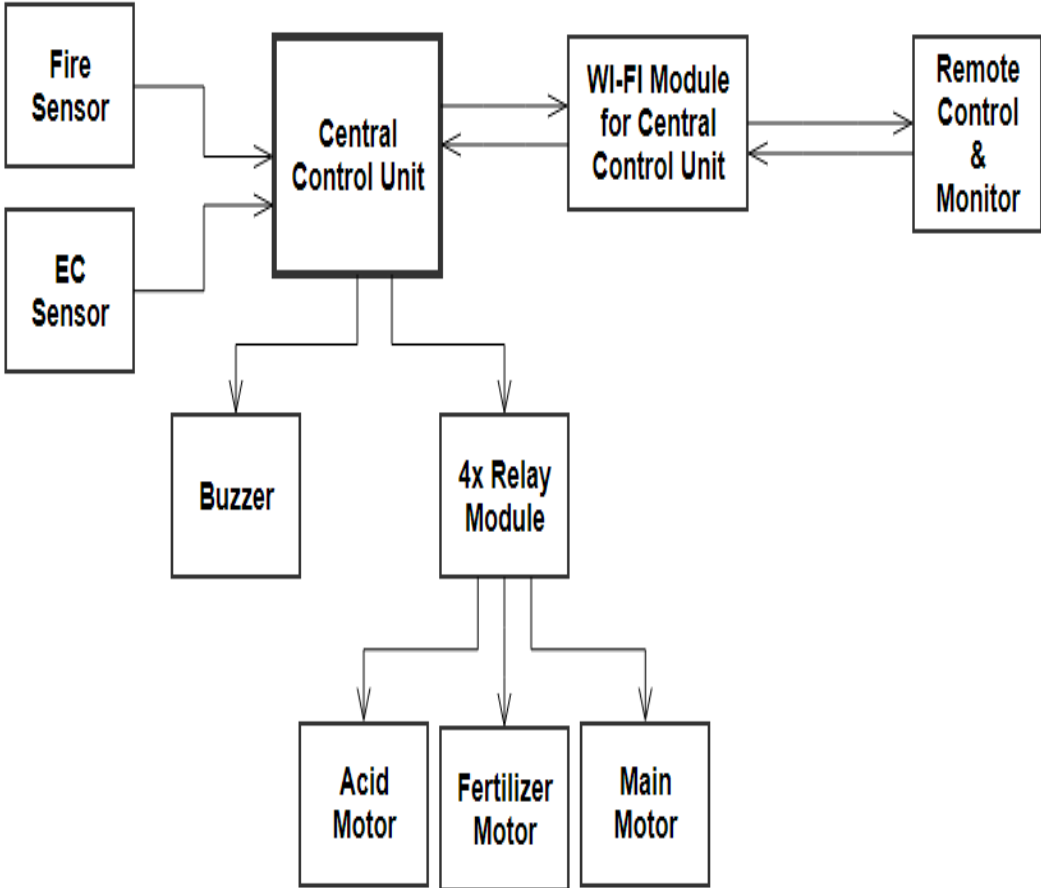 Fire
Sensor
Central
Control Unit
WI-FI Module
for Central
Control Unit
Remote
Control
&
Monitor
EC
Sensor
Buzzer
4x Relay
Module
Acid
Motor
Fertilizer
Motor
Main
Motor